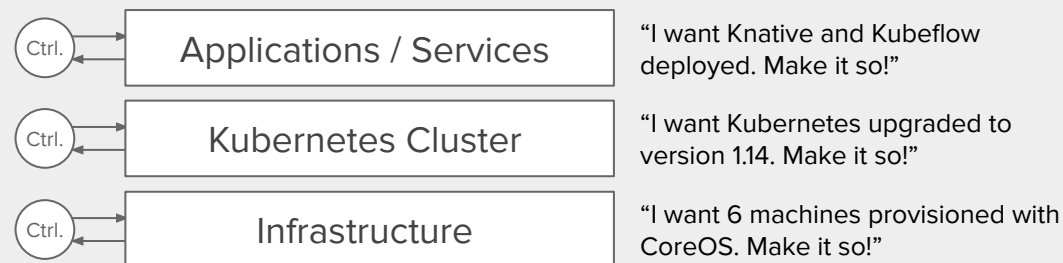 Ctrl.
Applications / Services
“I want Knative and Kubeflow
deployed. Make it so!”
Ctrl.
Kubernetes Cluster
“I want Kubernetes upgraded to
version 1.14. Make it so!”
Ctrl.
Infrastructure
“I want 6 machines provisioned with
CoreOS. Make it so!”